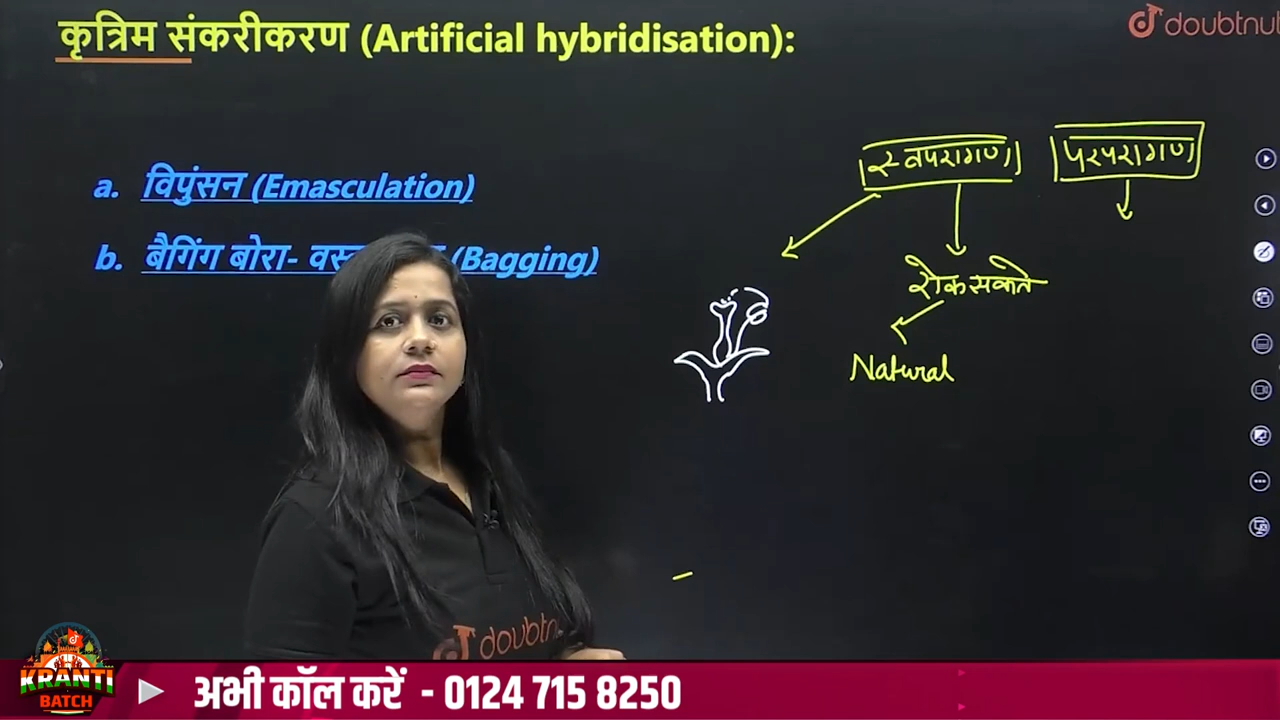 कृत्रिम संकरीकरण (Artificial hybridisation):
doubtnut
स्वपरागण
परपरागण
a. विपुंसन (Emasculation)
b. बैगिंग बोरा- (Bagging)
रोक सकते
Natural
doubtnu
KRANTI
BATCH
अभी कॉल करें - 0124 715 8250